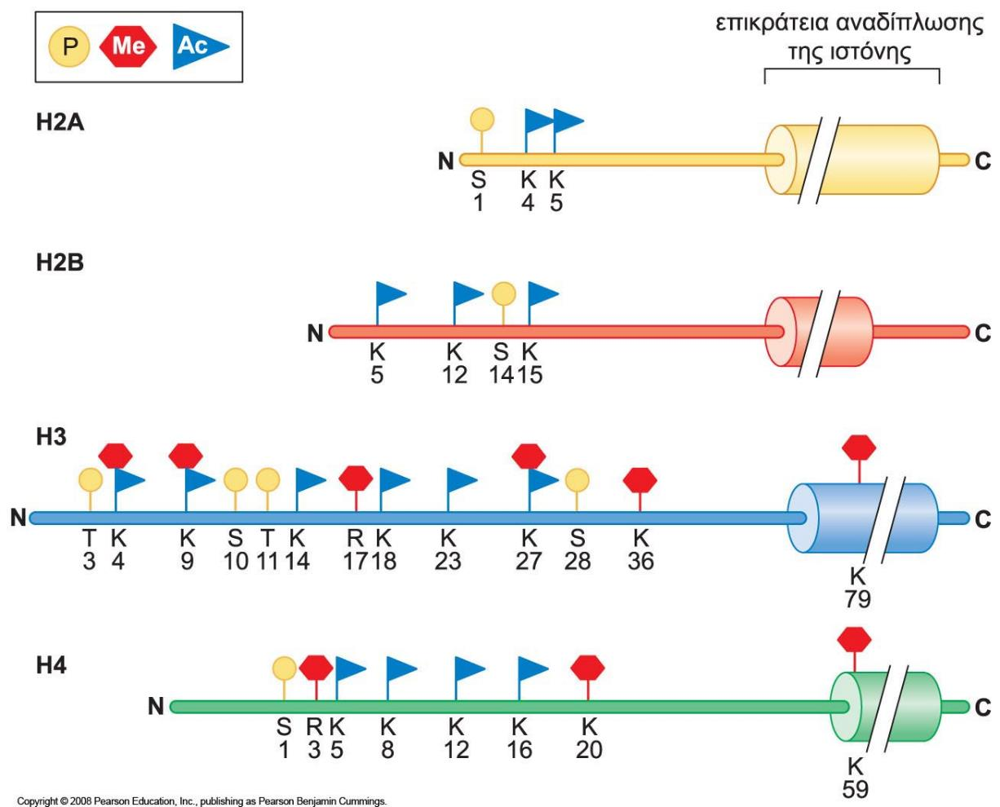 P Me Ac
επικράτεια αναδίπλωσης
της ιστόνης
H2A
N C
S K K
1 4 5
H2B
N C
K K S K
5 12 14 15
H3
N C
T K K S T K R K K K S K
3 4 9 10 11 14 17 18 23 27 28 36
K
79
H4
N C
S R K K K K K
1 3 5 8 12 16 20
K
59
Copyright © 2008 Pearson Education, Inc., publishing as Pearson Benjamin Cummings.